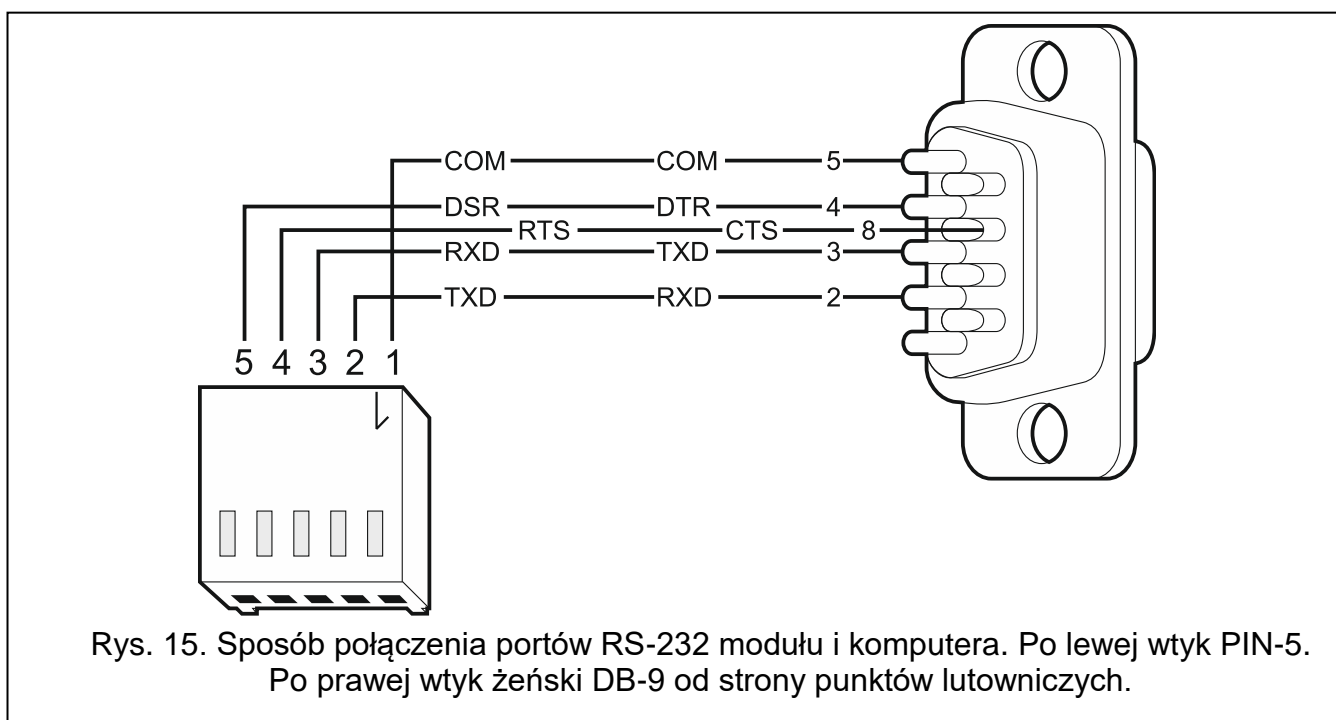 COM COM 5
DSR DTR 4
RTS CTS 8
RXD TXD 3
TXD RXD 2
5 4 3 2 1
Rys. 15. Sposób połączenia portów RS-232 modułu i komputera. Po lewej wtyk PIN-5.
Po prawej wtyk żeński DB-9 od strony punktów lutowniczych.